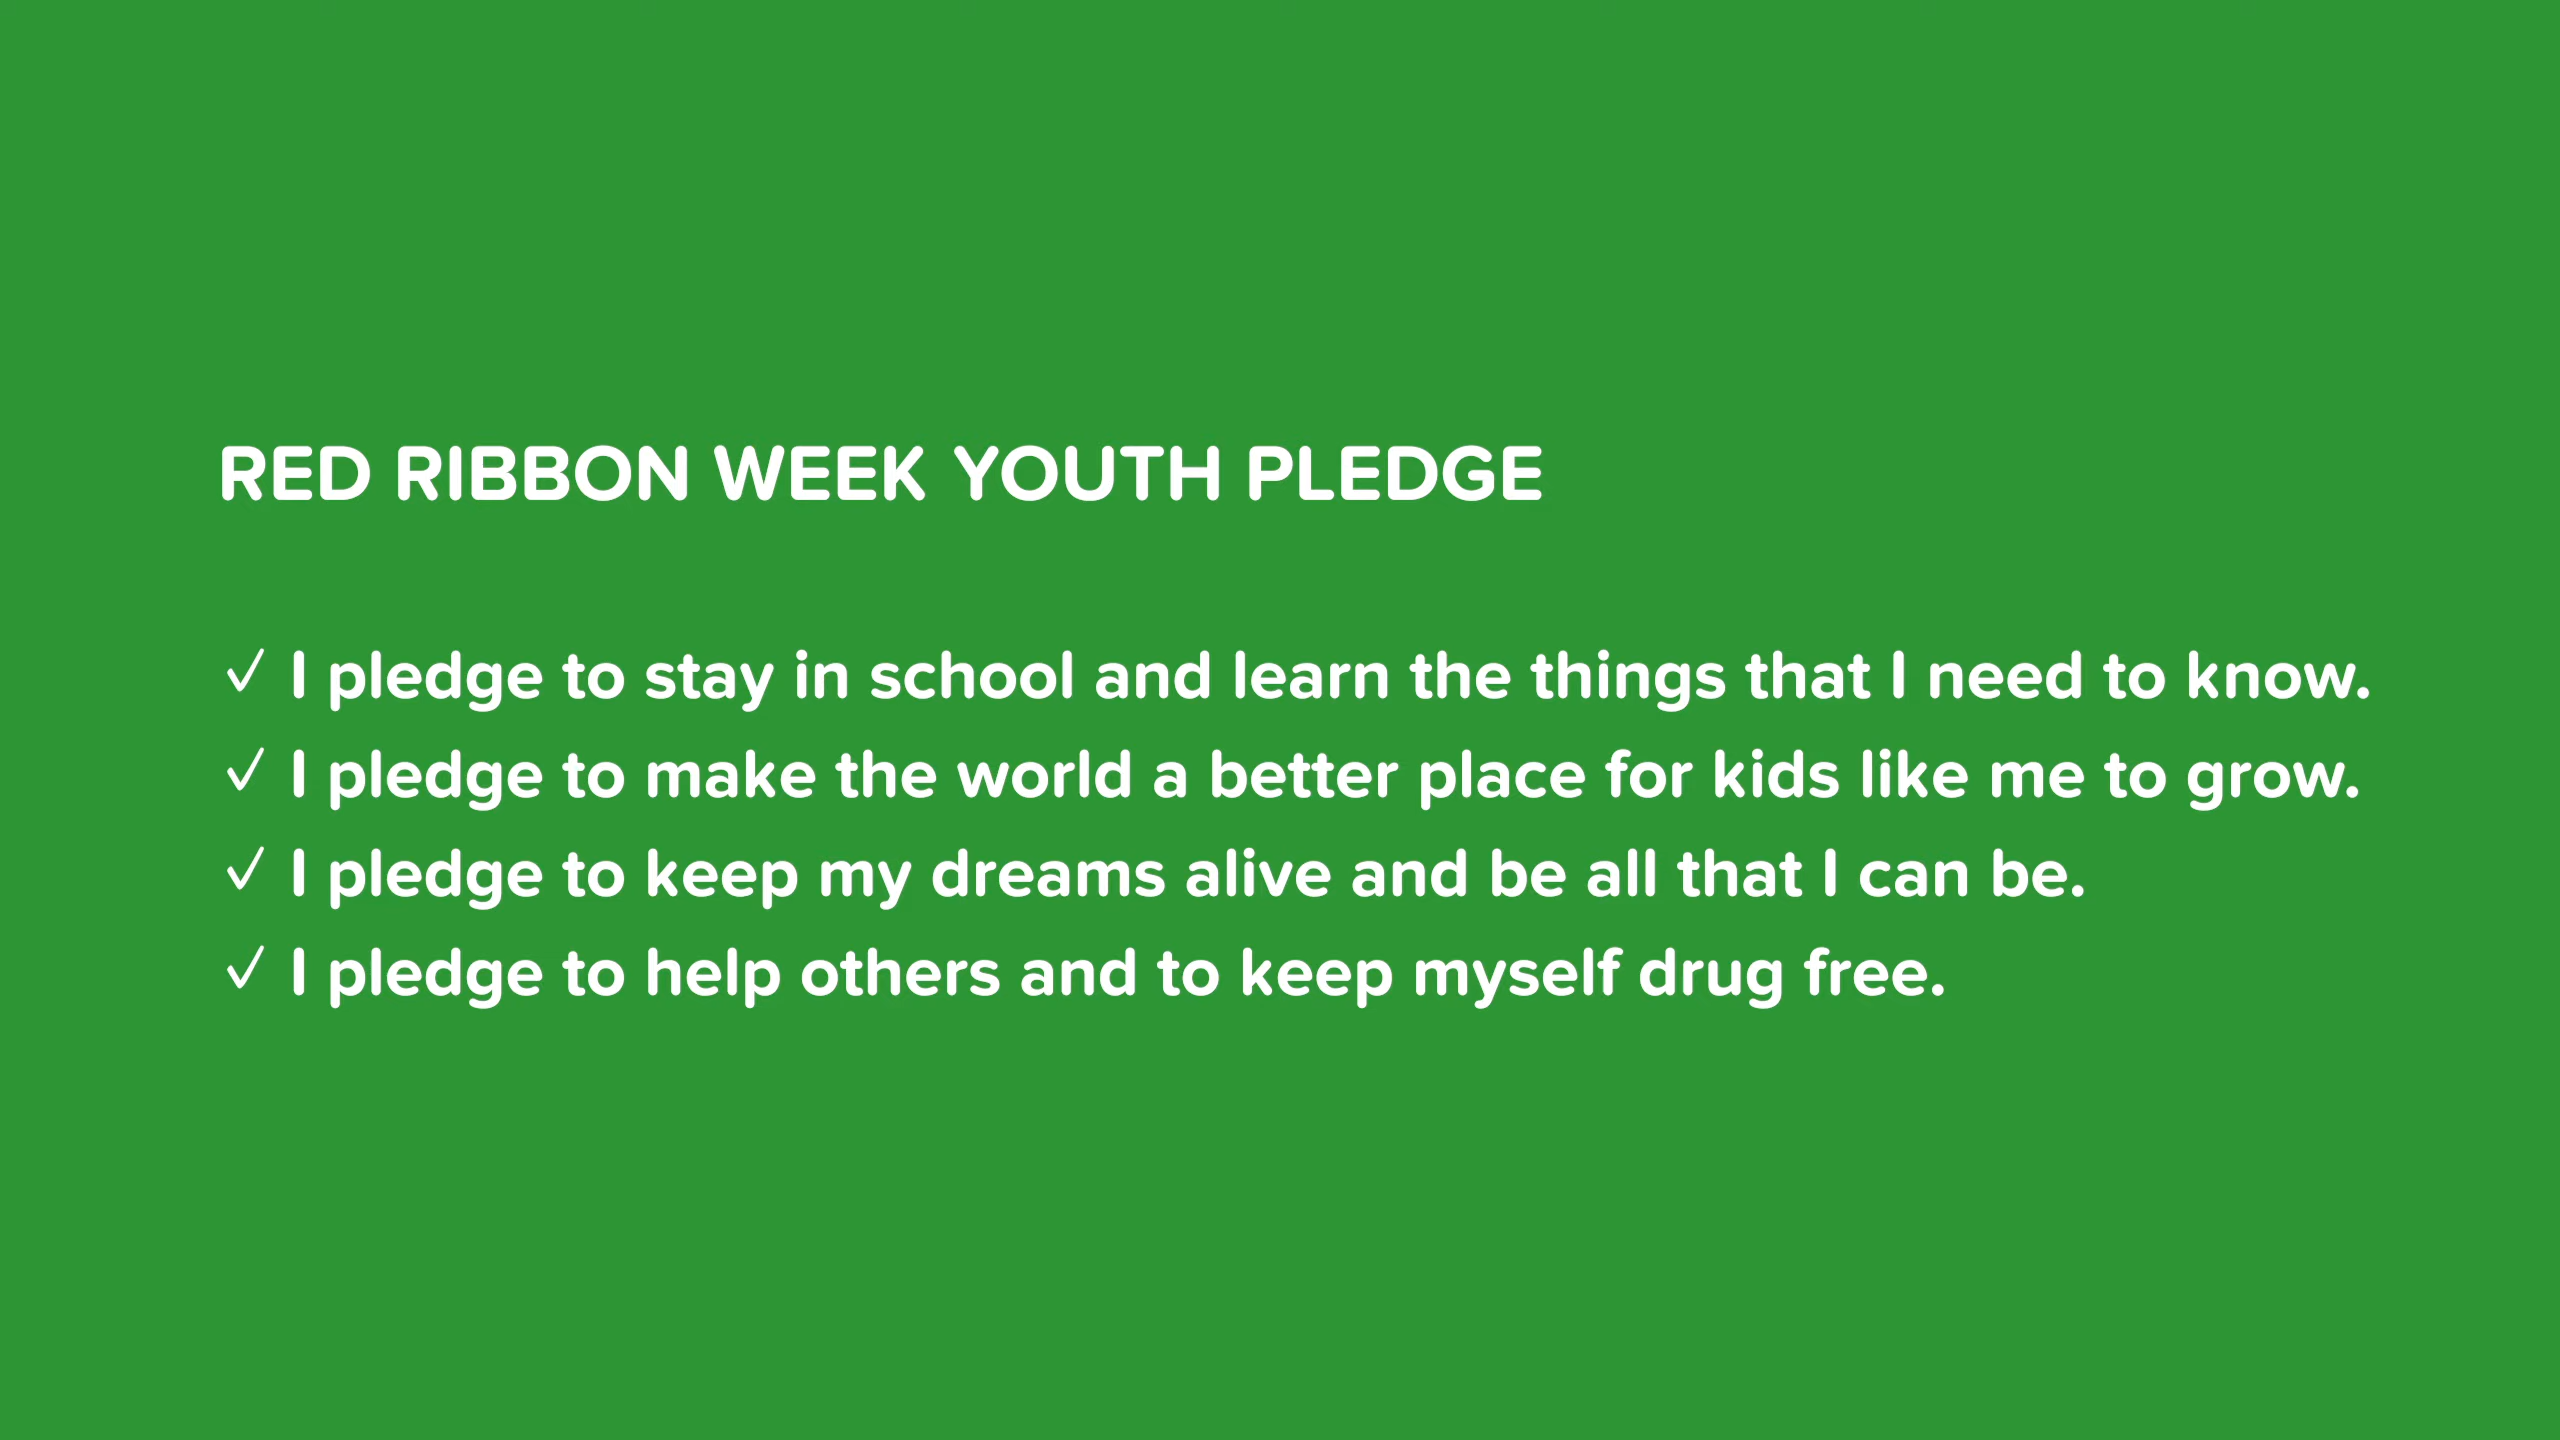 RED RIBBON WEEK YOUTH PLEDGE
✓ I pledge to stay in school and learn the things that I need to know.
✓ I pledge to make the world a better place for kids like me to grow.
✓ I pledge to keep my dreams alive and be all that I can be.
✓ I pledge to help others and to keep myself drug free.